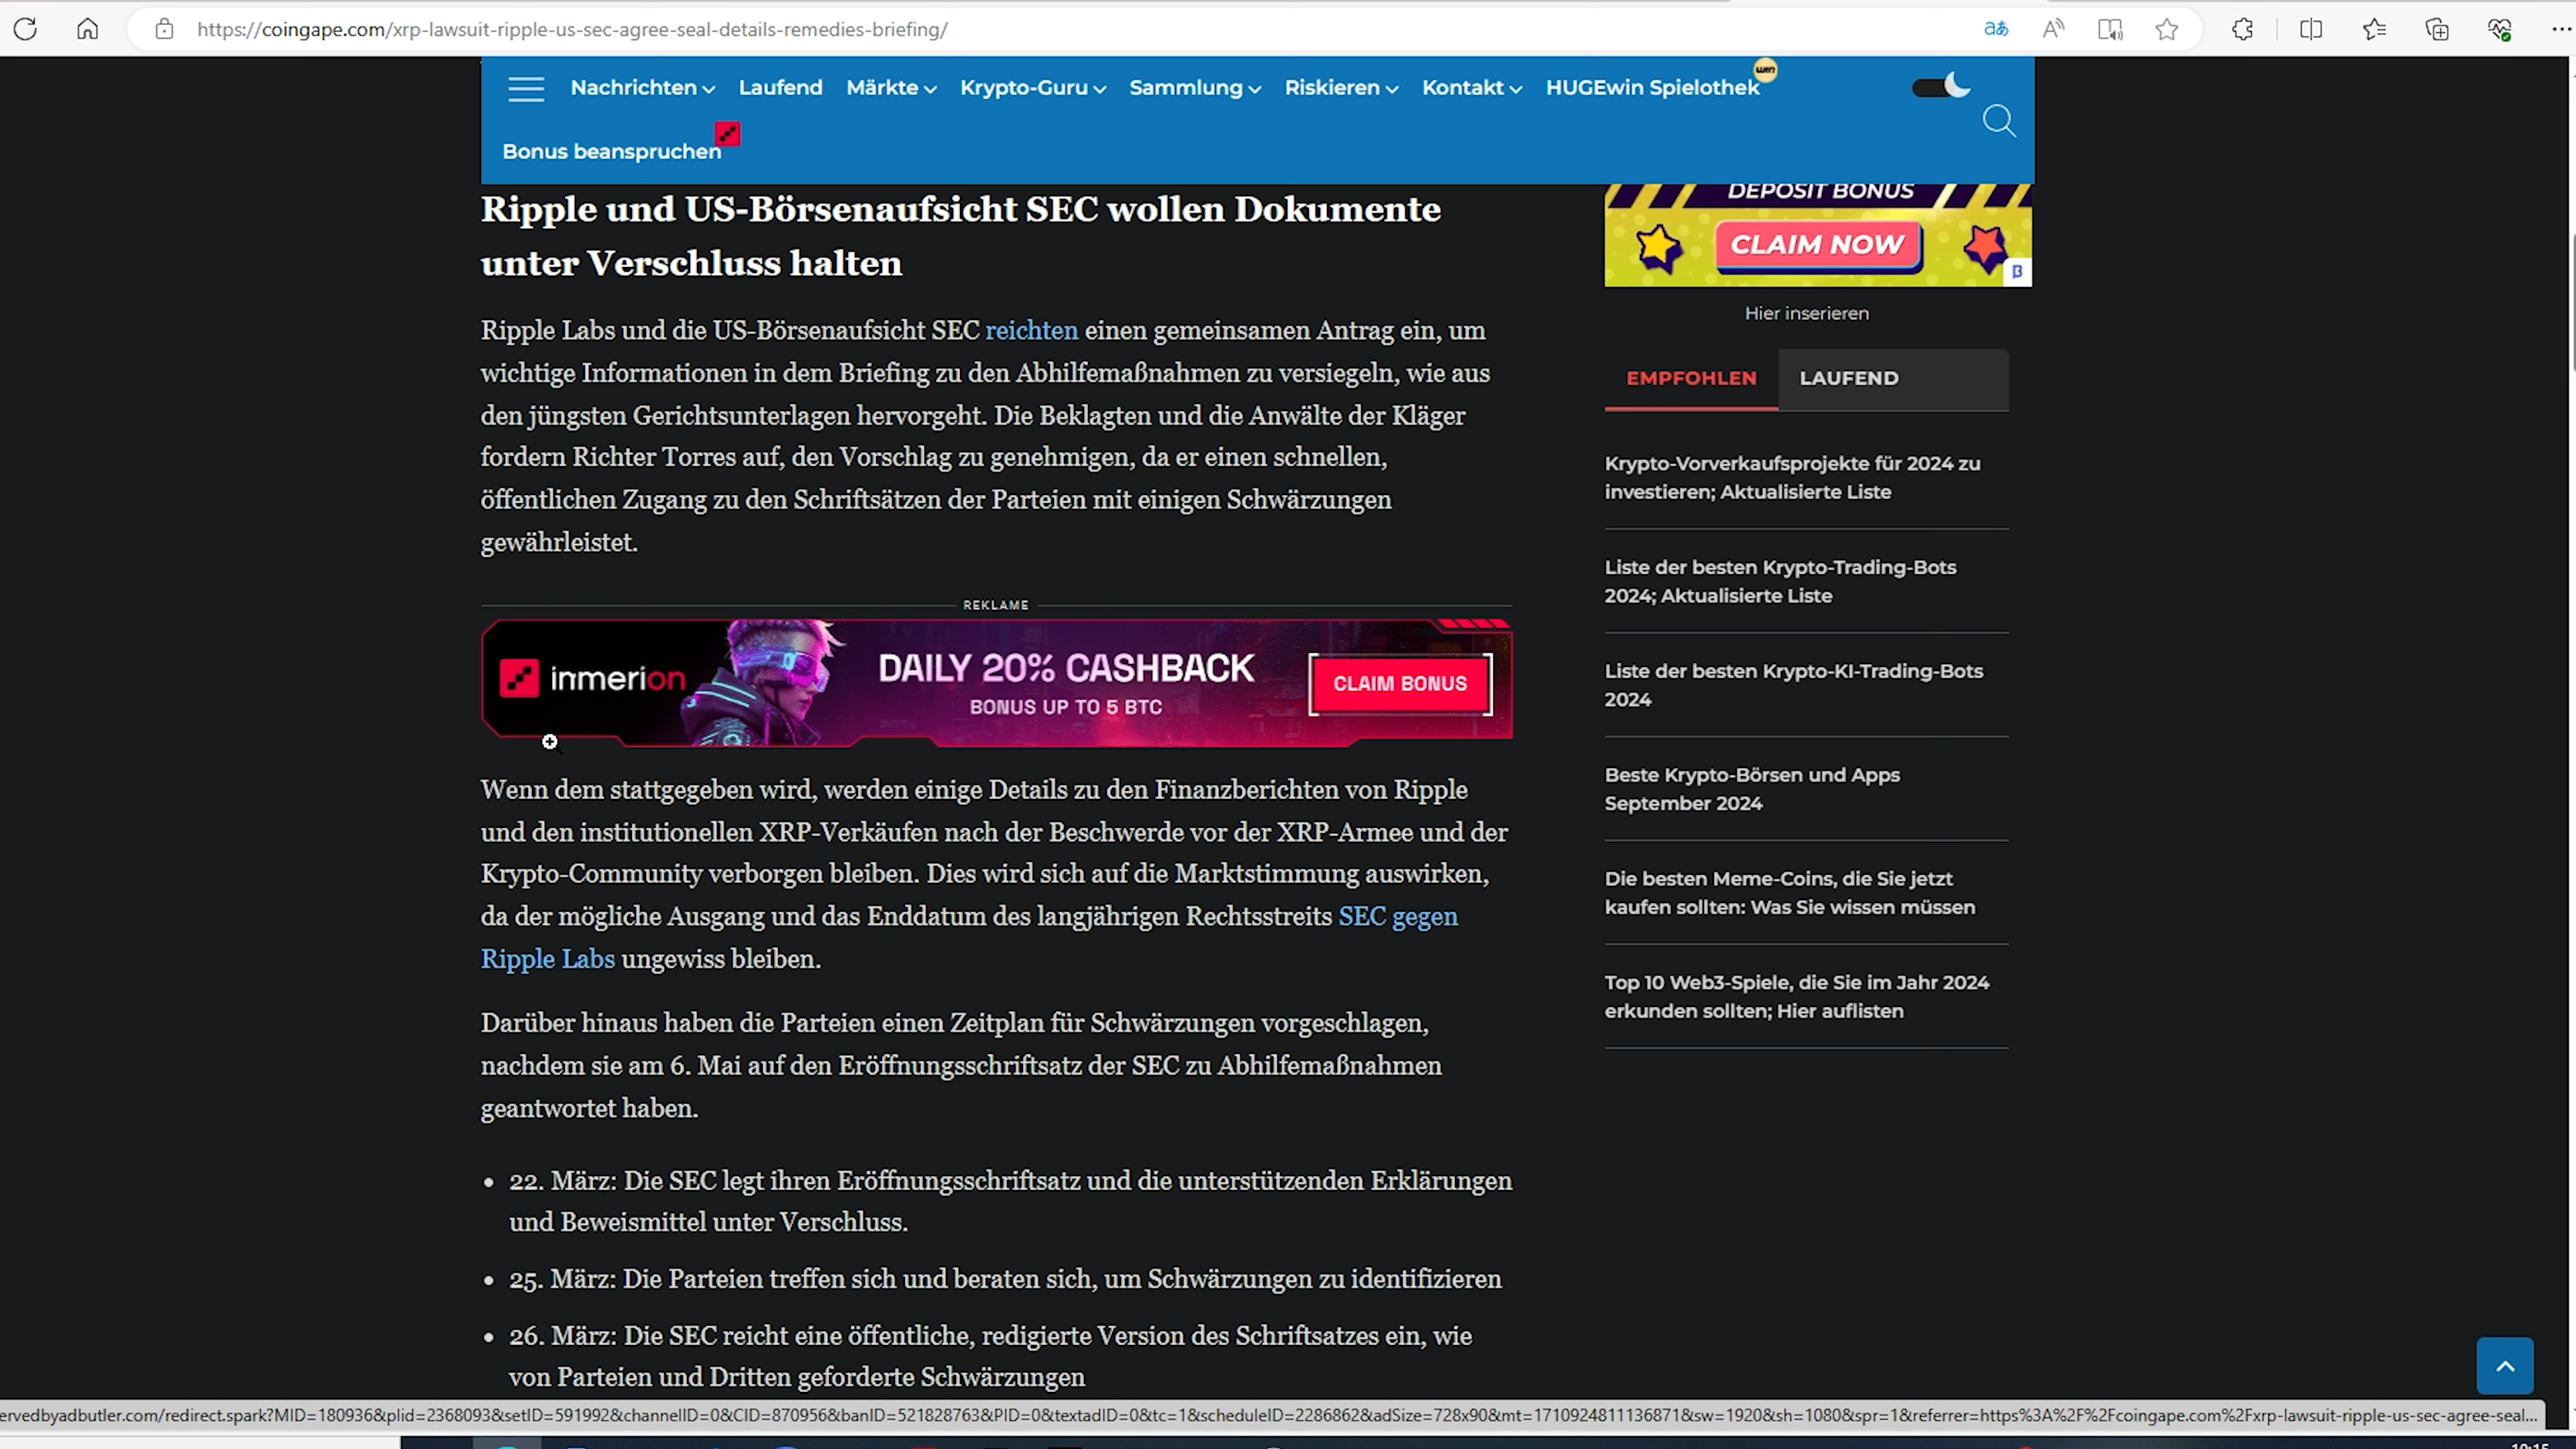 https://coingape.com/xrp-lawsuit-ripple-us-sec-agree-seal-details-remedies-briefing/
Nachrichten Laufend Märkte Krypto-Guru Sammlung Riskieren Kontakt HUGEwin Spielothek
Bonus beanspruchen
Ripple und US-Börsenaufsicht SEC wollen Dokumente
unter Verschluss halten
Ripple Labs und die US-Börsenaufsicht SEC reichten einen gemeinsamen Antrag ein, um
wichtige Informationen in dem Briefing zu den Abhilfemaßnahmen zu versiegeln, wie aus
den jüngsten Gerichtsunterlagen hervorgeht. Die Beklagten und die Anwälte der Kläger
fordern Richter Torres auf, den Vorschlag zu genehmigen, da er einen schnellen,
öffentlichen Zugang zu den Schriftsätzen der Parteien mit einigen Schwärzungen
gewährleistet.
REKLAME
inmerion
DAILY 20% CASHBACK
BONUS UP TO 5 BTC
CLAIM BONUS
Wenn dem stattgegeben wird, werden einige Details zu den Finanzberichten von Ripple
und den institutionellen XRP-Verkäufen nach der Beschwerde vor der XRP-Armee und der
Krypto-Community verborgen bleiben. Dies wird sich auf die Marktstimmung auswirken,
da der mögliche Ausgang und das Enddatum des langjährigen Rechtsstreits SEC gegen
Ripple Labs ungewiss bleiben.
Darüber hinaus haben die Parteien einen Zeitplan für Schwärzungen vorgeschlagen,
nachdem sie am 6. Mai auf den Eröffnungsschriftsatz der SEC zu Abhilfemaßnahmen
geantwortet haben.
• 22. März: Die SEC legt ihren Eröffnungsschriftsatz und die unterstützenden Erklärungen
und Beweismittel unter Verschluss.
• 25. März: Die Parteien treffen sich und beraten sich, um Schwärzungen zu identifizieren
• 26. März: Die SEC reicht eine öffentliche, redigierte Version des Schriftsatzes ein, wie
von Parteien und Dritten geforderte Schwärzungen
DEPOSIT BONUS
CLAIM NOW
Hier inserieren
EMPFOHLEN LAUFEND
Krypto-Vorverkaufsprojekte für 2024 zu
investieren; Aktualisierte Liste
Liste der besten Krypto-Trading-Bots
2024; Aktualisierte Liste
Liste der besten Krypto-KI-Trading-Bots
2024
Beste Krypto-Börsen und Apps
September 2024
Die besten Meme-Coins, die Sie jetzt
kaufen sollten: Was Sie wissen müssen
Top 10 Web3-Spiele, die Sie im Jahr 2024
erkunden sollten; Hier auflisten
ervedbyadbutler.com/redirect.spark?MID=180936&plid=2368093&setID=591992&channelID=0&CID=870956&banID=521828763&PID=0&textadID=0&tc=1&scheduleID=2286862&adSize=728x90&mt=1710924811136871&sw=1920&sh=1080&spr=1&referrer=https%3A%2F%2Fcoingape.com%2Fxrp-lawsuit-ripple-us-sec-agree-seal...